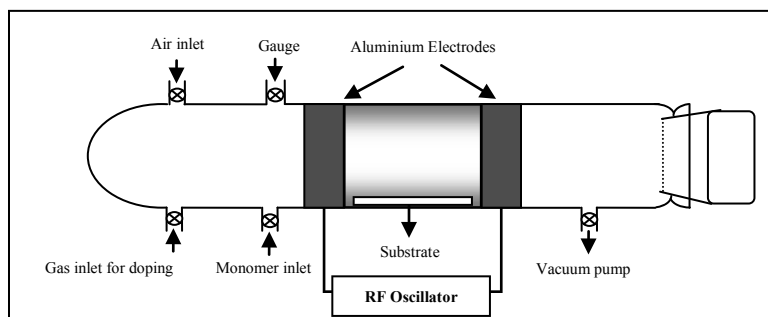 Air inlet
Gauge
Aluminium Electrodes
Gas inlet for doping
Monomer inlet
Substrate
Vacuum pump
RF Oscillator